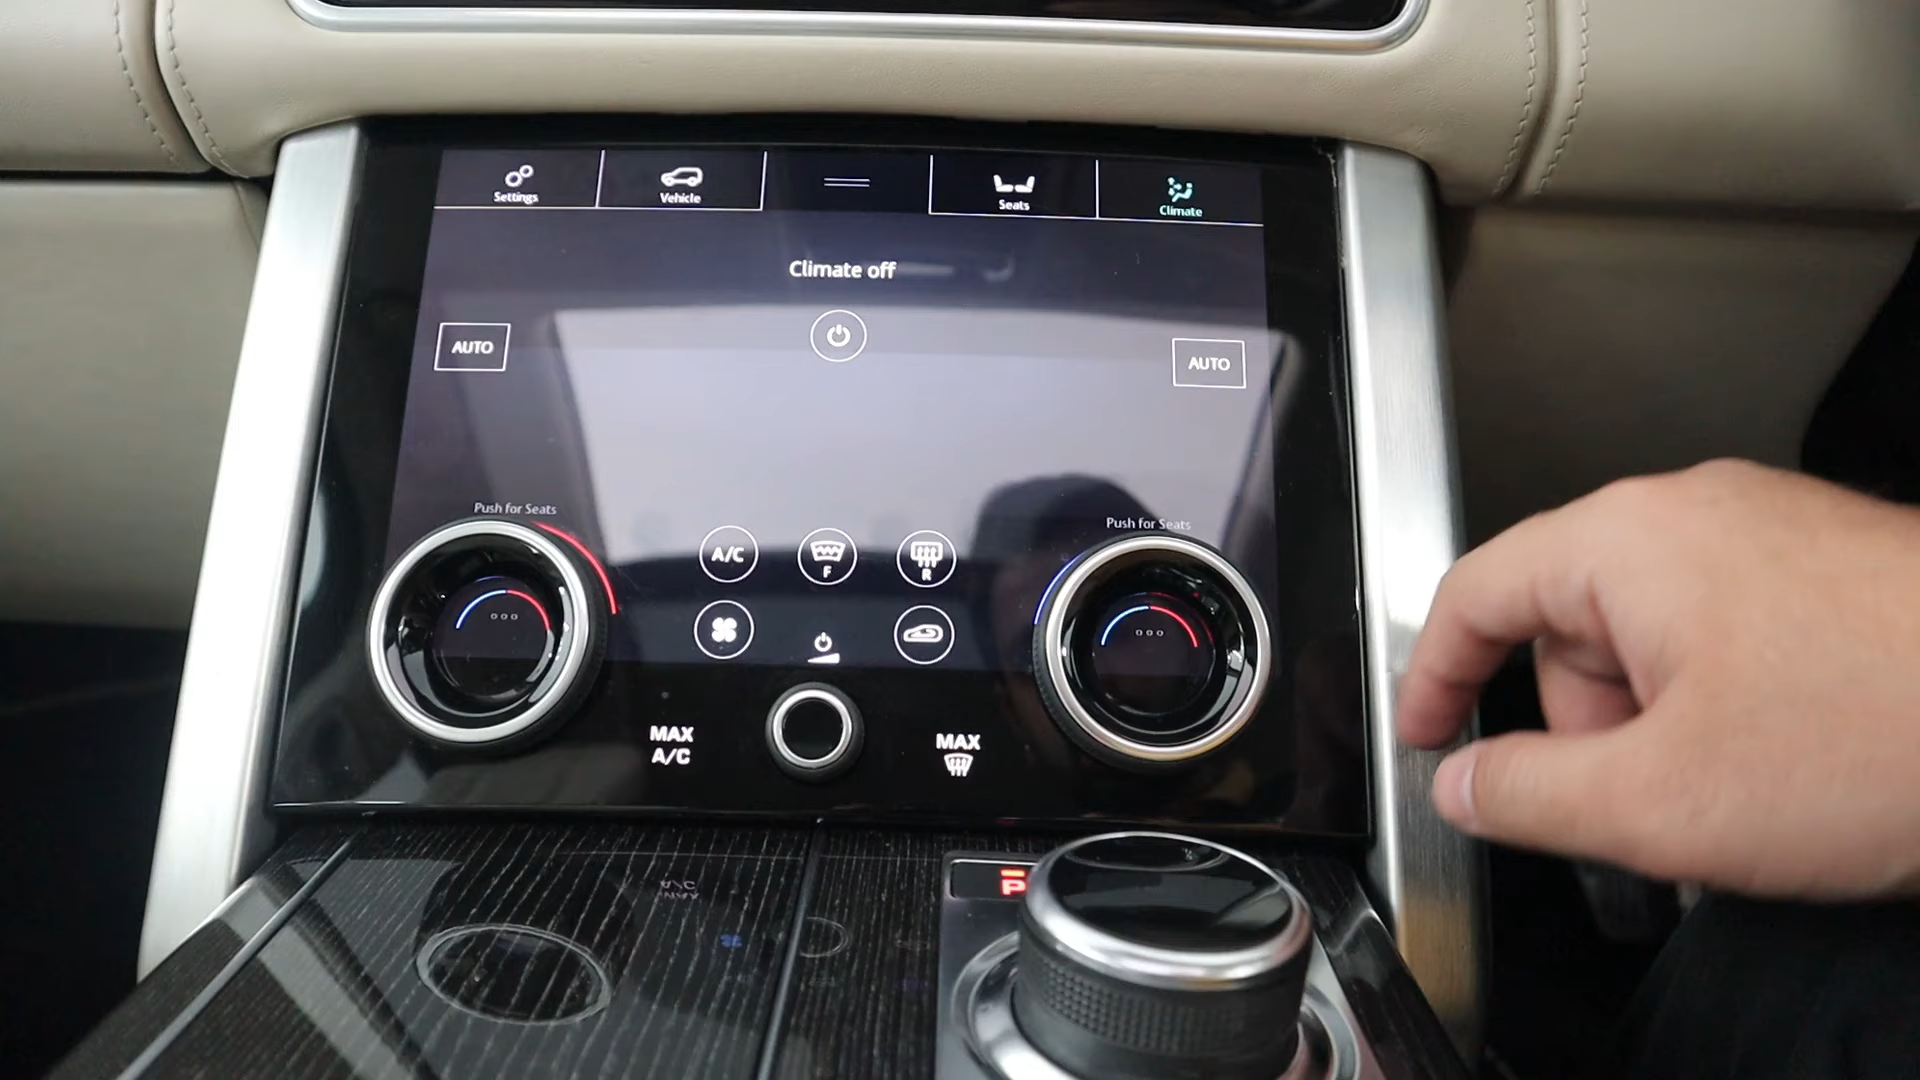 Settings
Vehicle
Seats
Climate
Climate off
AUTO
AUTO
Push for Seats
Push for Seats
A/C
F
R
MAX
A/C
MAX
P